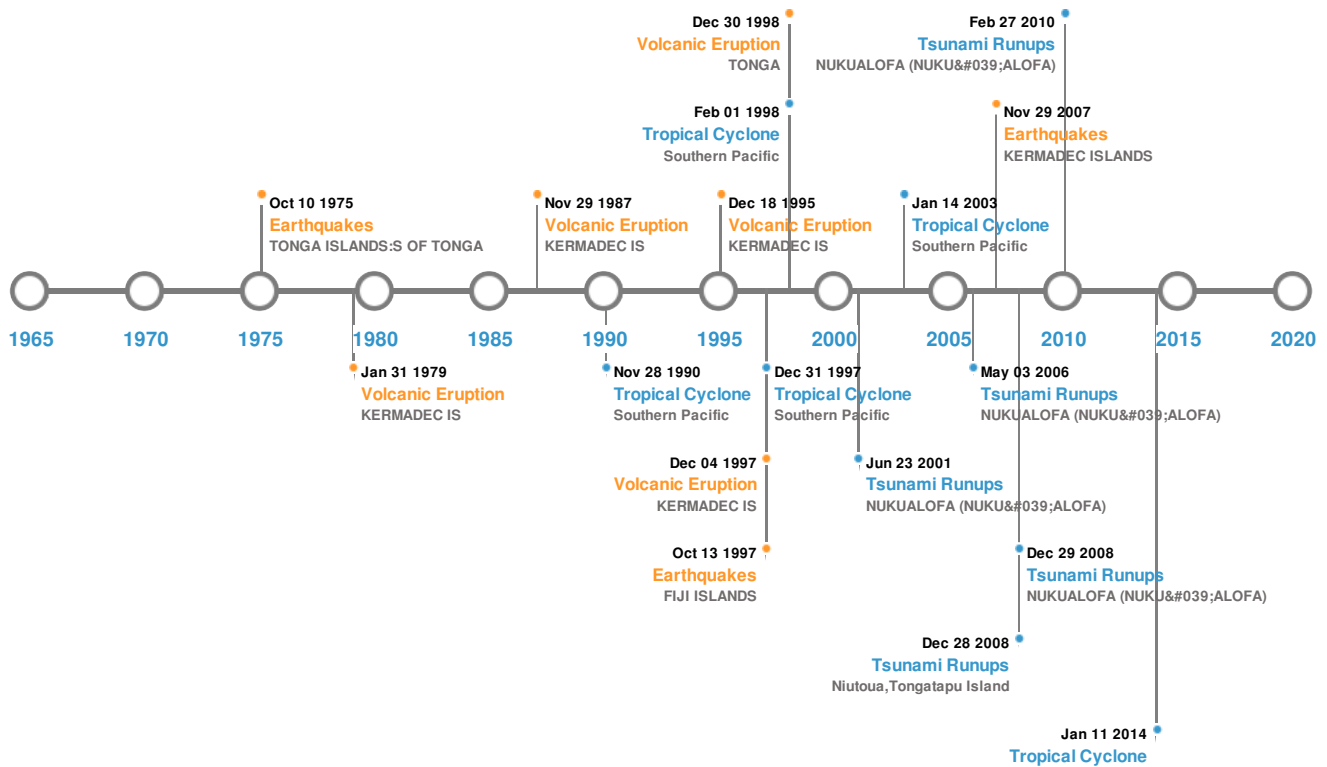 Dec 30 1998
Volcanic Eruption
TONGA
Feb 27 2010
Tsunami Runups
NUKUALOFA (NUKU&#039;ALOFA)
Feb 01 1998
Tropical Cyclone
Southern Pacific
Nov 29 2007
Earthquakes
KERMADEC ISLANDS
Oct 10 1975
Earthquakes
TONGA ISLANDS:S OF TONGA
Nov 29 1987
Volcanic Eruption
KERMADEC IS
Dec 18 1995
Volcanic Eruption
KERMADEC IS
Jan 14 2003
Tropical Cyclone
Southern Pacific
1965 1970 1975 1980 1985 1990 1995 2000 2005 2010 2015 2020
Jan 31 1979
Volcanic Eruption
KERMADEC IS
Nov 28 1990
Tropical Cyclone
Southern Pacific
Dec 31 1997
Tropical Cyclone
Southern Pacific
May 03 2006
Tsunami Runups
NUKUALOFA (NUKU&#039;ALOFA)
Dec 04 1997
Volcanic Eruption
KERMADEC IS
Jun 23 2001
Tsunami Runups
NUKUALOFA (NUKU&#039;ALOFA)
Oct 13 1997
Earthquakes
FIJI ISLANDS
Dec 29 2008
Tsunami Runups
NUKUALOFA (NUKU&#039;ALOFA)
Dec 28 2008
Tsunami Runups
Niutoua,Tongatapu Island
Jan 11 2014
Tropical Cyclone